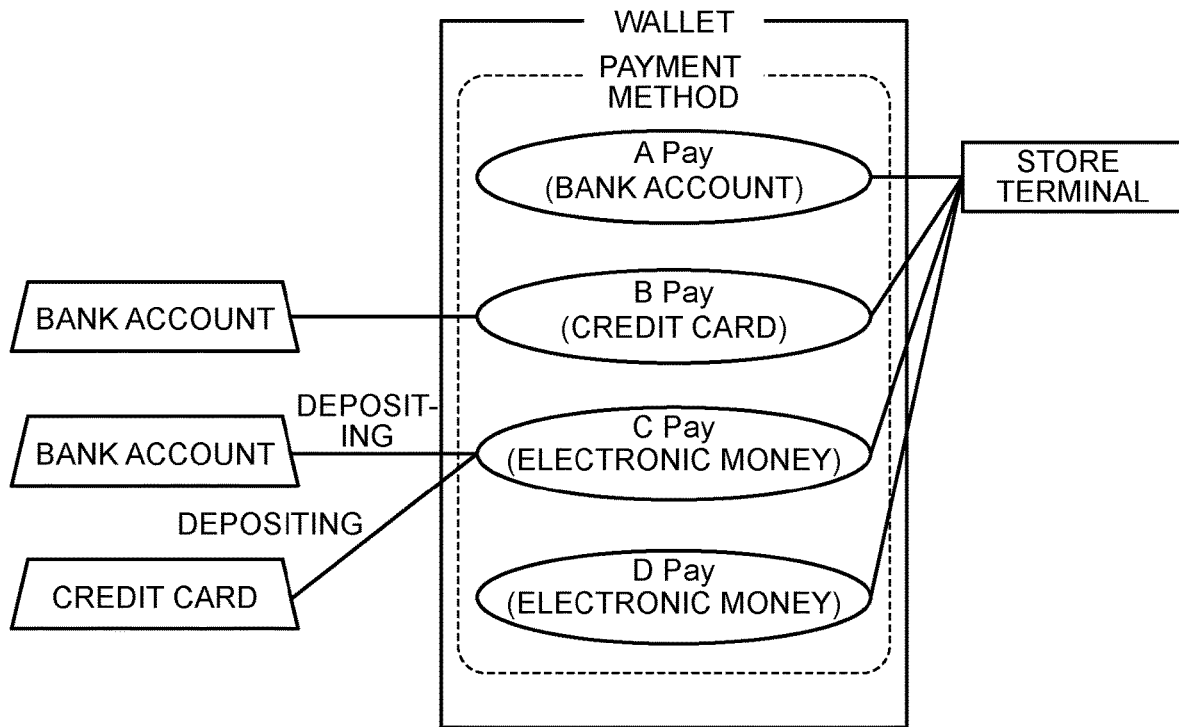 WALLET
PAYMENT
METHOD
A Pay
(BANK ACCOUNT)
STORE
TERMINAL
BANK ACCOUNT
B Pay
(CREDIT CARD)
DEPOSIT-
ING
BANK ACCOUNT
C Pay
(ELECTRONIC MONEY)
DEPOSITING
CREDIT CARD
D Pay
(ELECTRONIC MONEY)